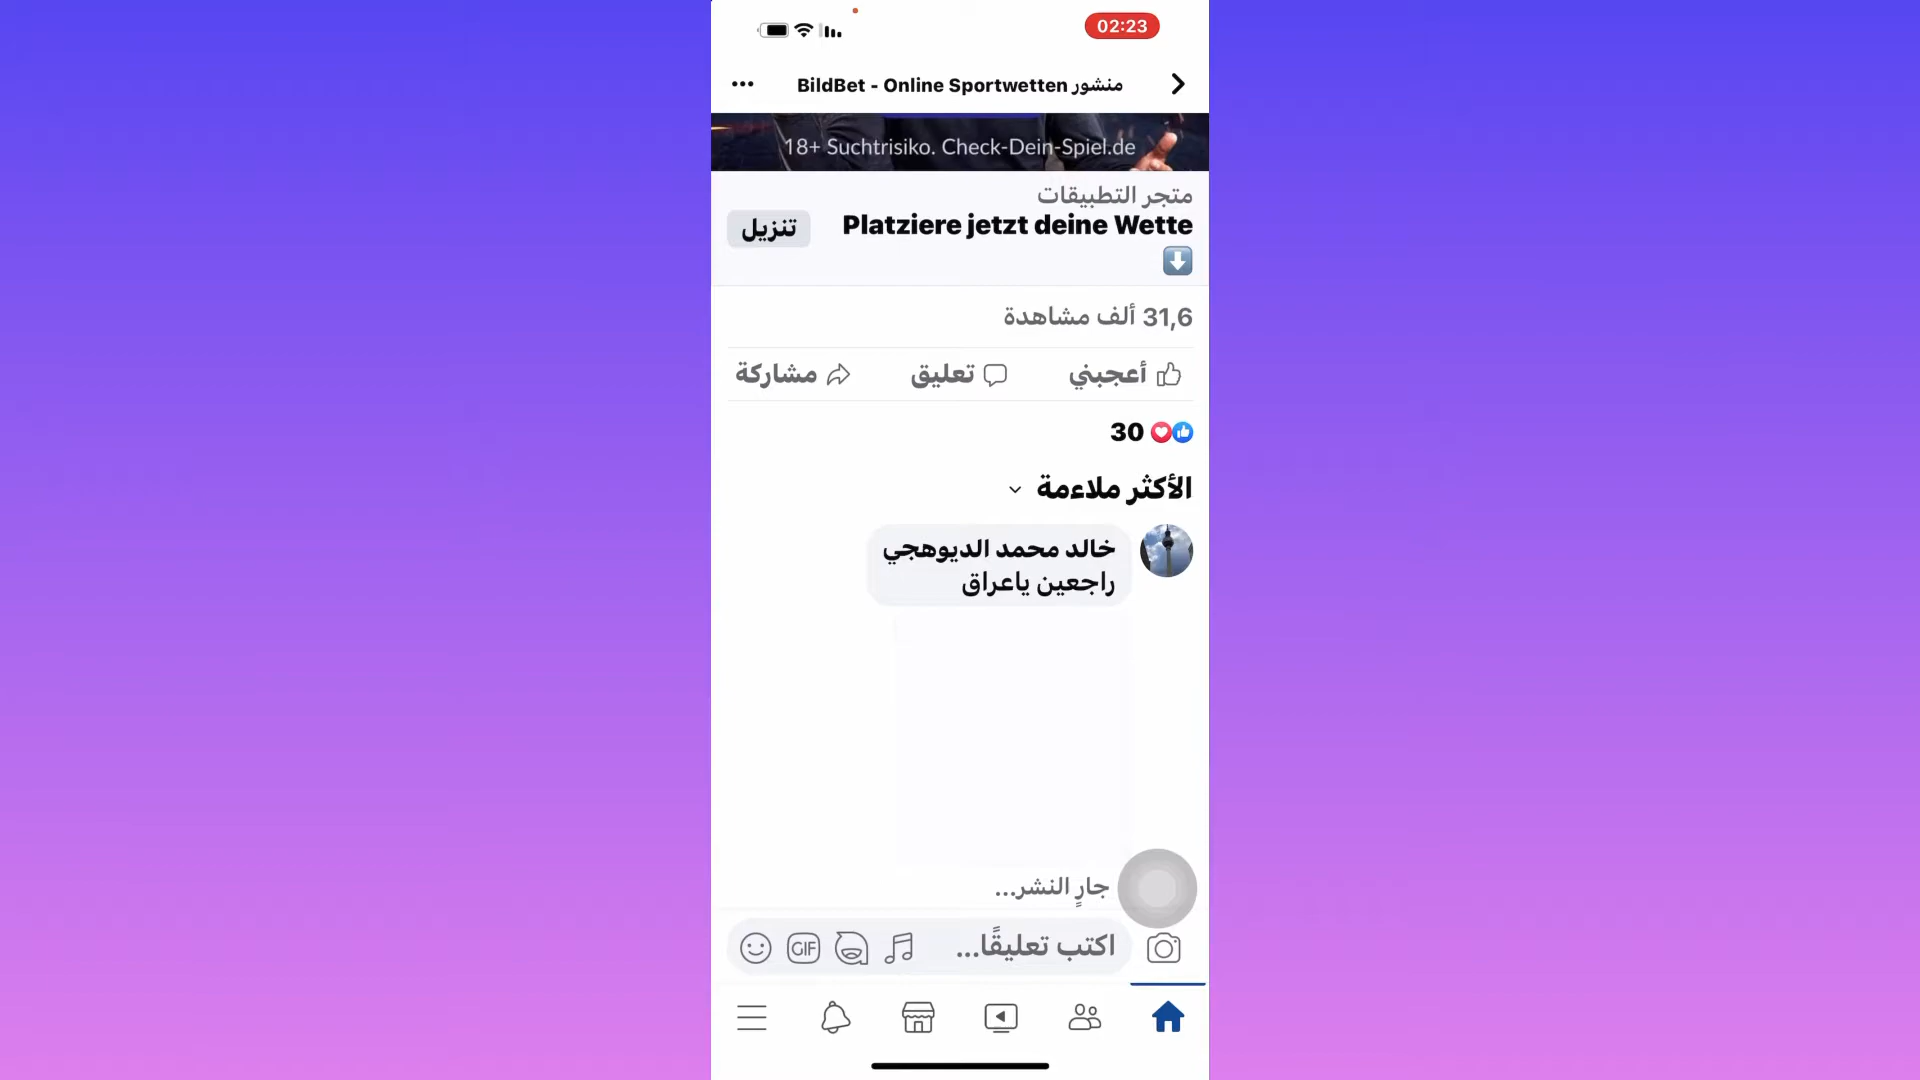 02:23
منشور BildBet - Online Sportwetten
18+ Suchtrisiko. Check-Dein-Spiel.de
متجر التطبيقات
Platziere jetzt deine Wette
تنزيل
31,6 ألف مشاهدة
أعجبني
تعليق
مشاركة
30
الأكثر ملاءمة
خالد محمد الديوهجي
راجعين ياعراق
جارٍ النشر...
اكتب تعليقًا...
GIF